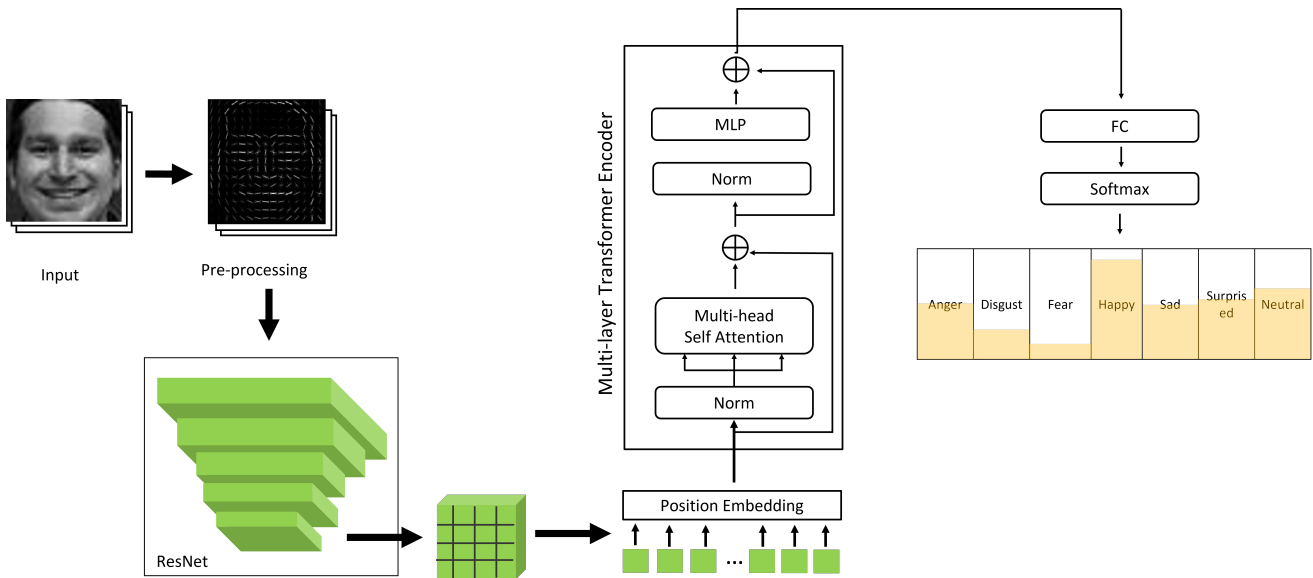 Input
Pre-processing
ResNet
Position Embedding
...
Multi-layer Transformer Encoder
Norm
Multi-head
Self Attention
Norm
MLP
FC
Softmax
Anger
Disgust
Fear
Happy
Sad
Surpris
ed
Neutral